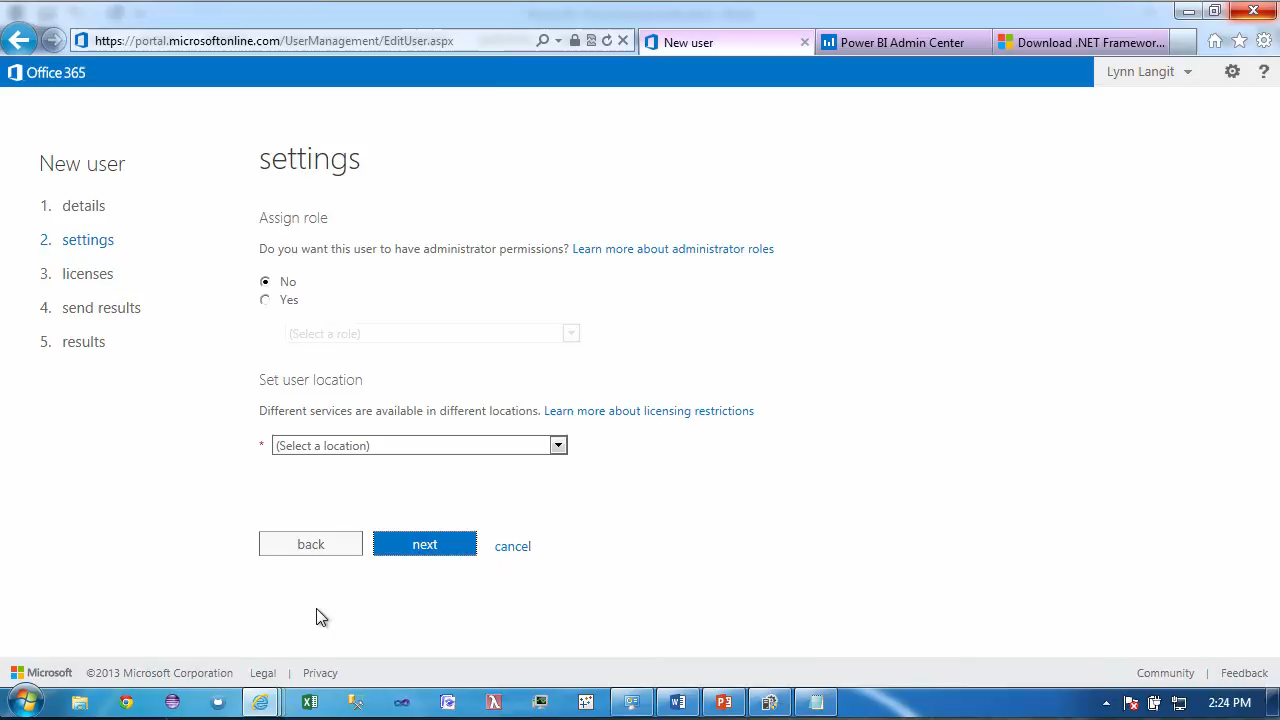 https://portal.microsoftonline.com/UserManagement/EditUser.aspx
New user
Power BI Admin Center
Download .NET Framewor...
Office 365
Lynn Langit
?
New user
1. details
2. settings
3. licenses
4. send results
5. results
settings
Assign role
Do you want this user to have administrator permissions? Learn more about administrator roles
No
Yes
(Select a role)
Set user location
Different services are available in different locations. Learn more about licensing restrictions
* (Select a location)
back
next
cancel
Microsoft
©2013 Microsoft Corporation
Legal
|
Privacy
Community
|
Feedback
2:24 PM